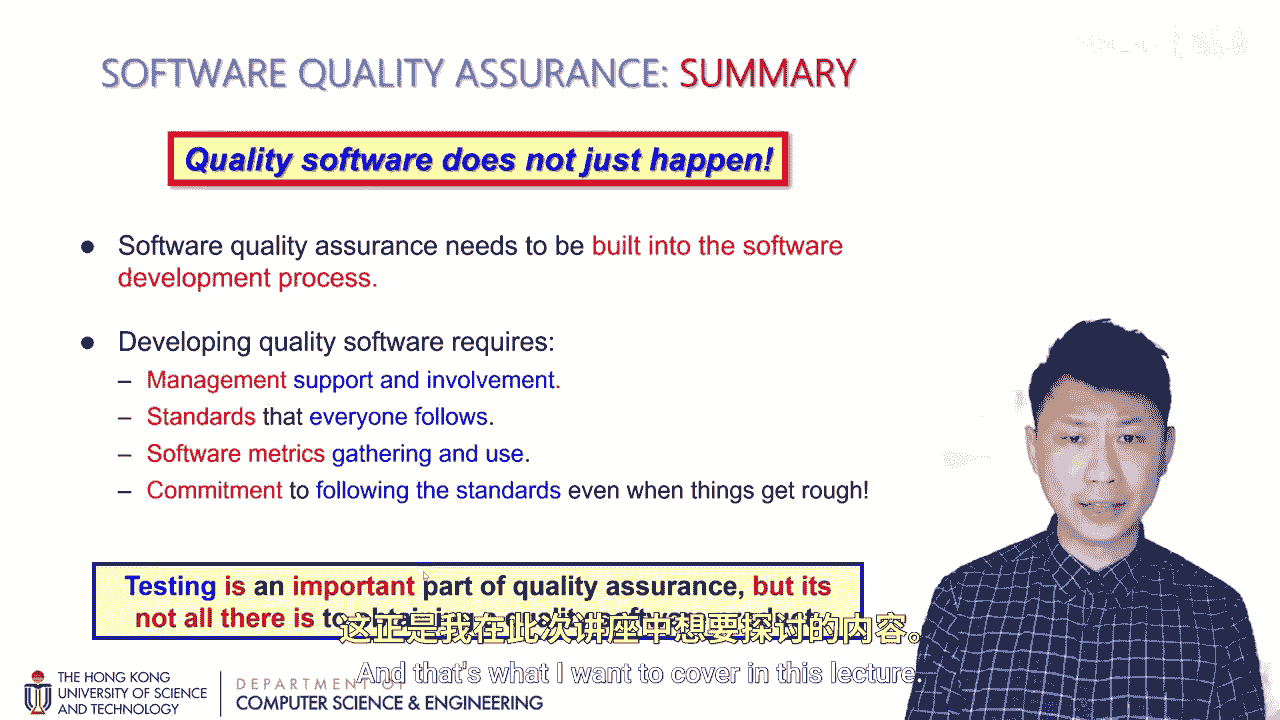 SOFTWARE QUALITY ASSURANCE: SUMMARY
Quality software does not just happen!
● Software quality assurance needs to be built into the software
development process.
● Developing quality software requires:
– Management support and involvement.
– Standards that everyone follows.
– Software metrics gathering and use.
– Commitment to following the standards even when things get rough!
Testing is an important part of quality assurance, but its
not all there is to
这正是我在此次讲座中想要探讨的内容。
And that's what I want to cover in this lecture.
THE HONG KONG
UNIVERSITY OF SCIENCE
AND TECHNOLOGY
DEPARTMENT OF
COMPUTER SCIENCE & ENGINEERING